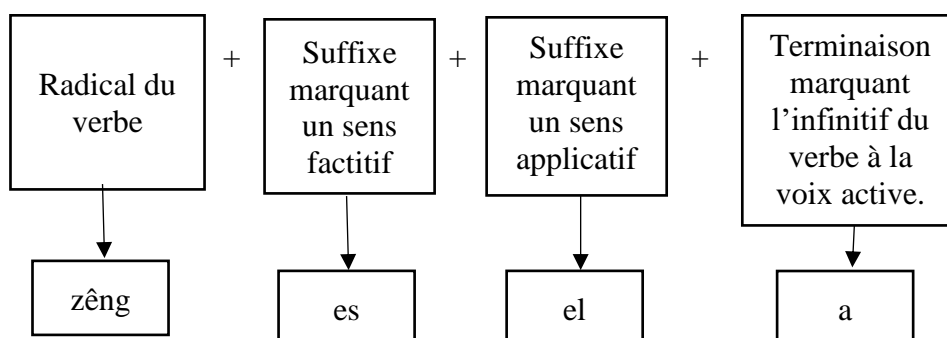 Radical du
verbe
+
Suffixe
marquant
un sens
factitif
+
Suffixe
marquant
un sens
applicatif
+
Terminaison
marquant
l’infinitif du
verbe à la
voix active.
zêng
es
el
a